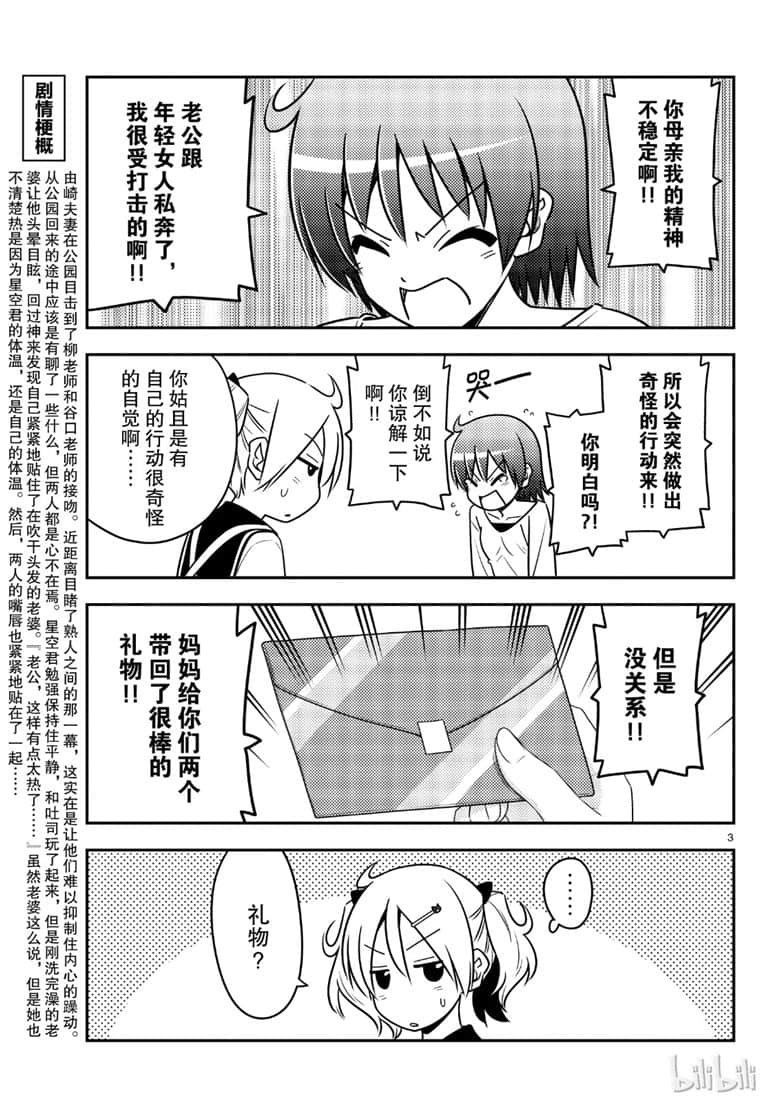 你母亲我的精神
不稳定啊!!
老公跟
年轻女人私奔了，
我很受打击的啊!!
所以会突然做出
奇怪的行动来!!
你明白吗?!
哭一
倒不如说
你谅解一下
啊!!
你姑且是有
自己的行动很奇怪
的自觉啊……
但是
没关系!!
妈妈给你们两个
带回了很棒的
礼物!!
3
…
礼物？
剧情梗概
由崎夫妻在公园目击到了柳老师和谷口老师的接吻。近距离目睹了熟人之间的那一幕，这实在是让他们难以抑制住内心的躁动。
从公园回来的途中应该是有聊了一些什么，但两人都是心不在焉。星空君勉强保持住平静，和吐司玩了起来，但是刚洗完澡的老
婆让他头晕目眩，回过神来发现自己紧紧地贴住了在吹干头发的老婆。『老公，这样有点太热了……』虽然老婆这么说，但是她也
不清楚热是因为星空君的体温，还是自己的体温。然后，两人的嘴唇也紧紧地贴在了一起……
bilibili